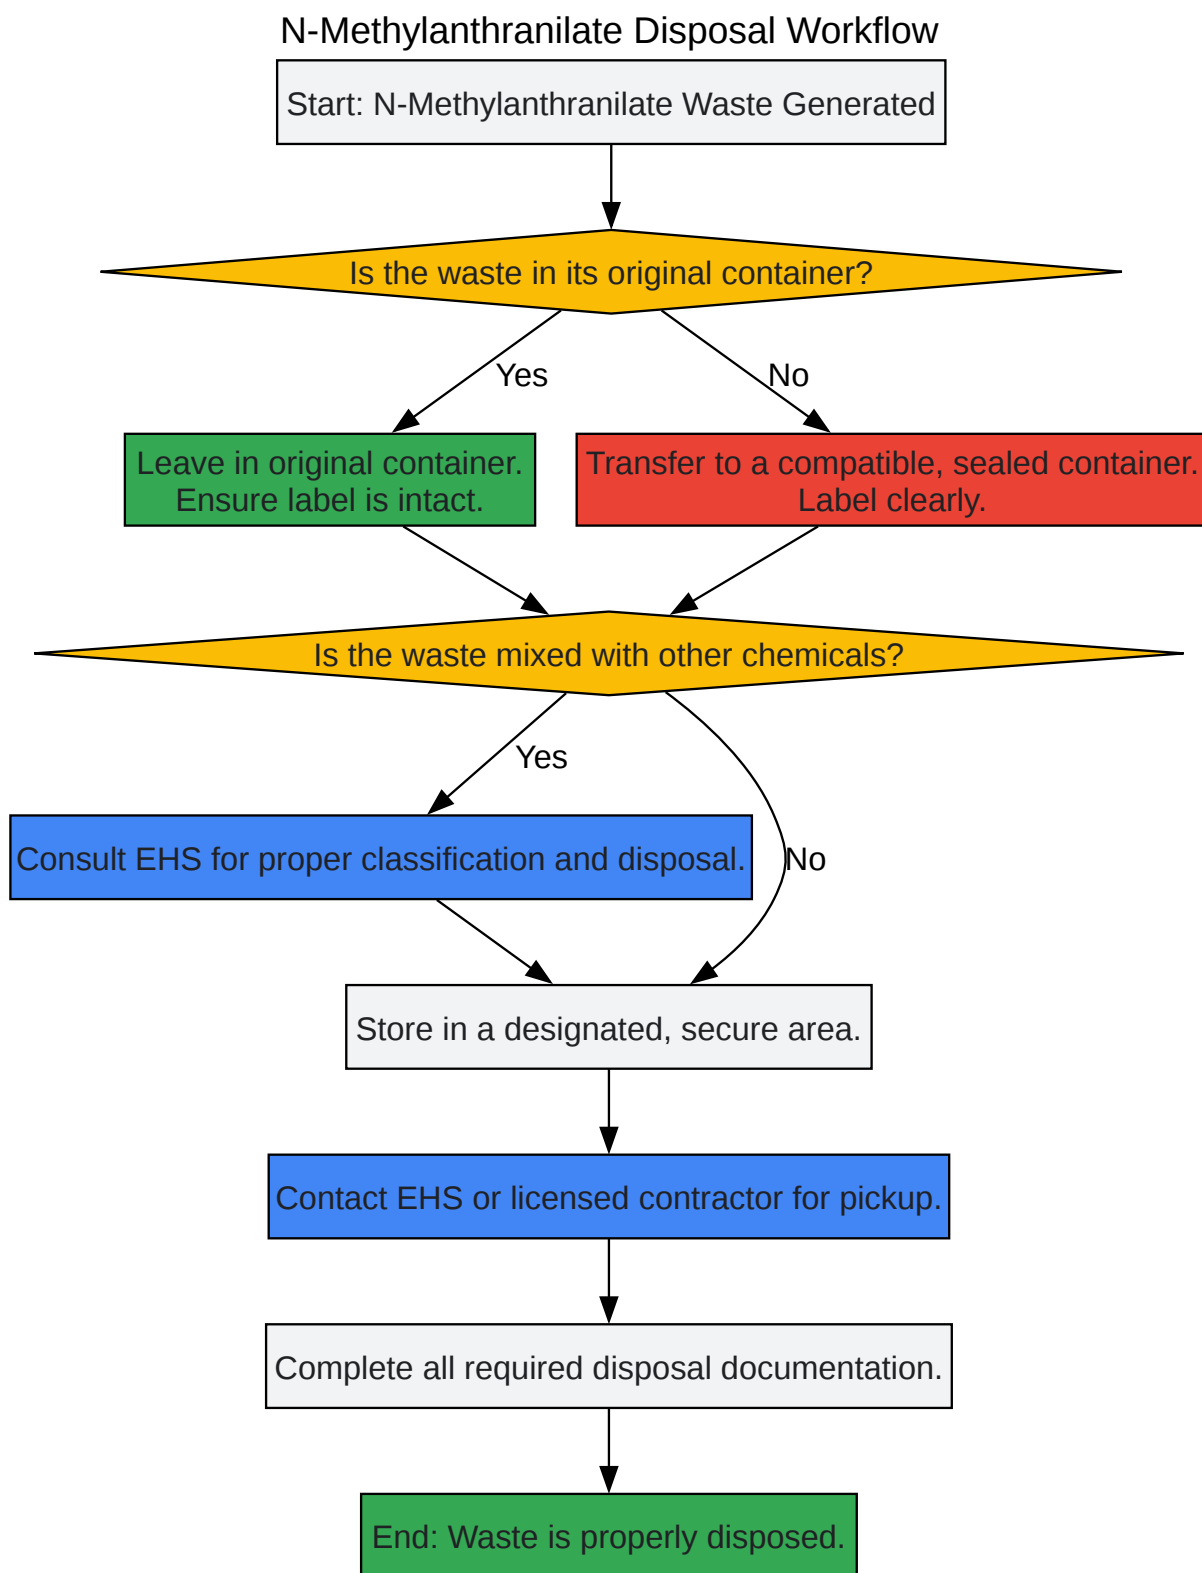 N-Methylanthranilate Disposal Workflow
Start: N-Methylanthranilate Waste Generated
Is the waste in its original container?
Yes
No
Leave in original container.
Ensure label is intact.
Transfer to a compatible, sealed container.
Label clearly.
Is the waste mixed with other chemicals?
Yes
Consult EHS for proper classification and disposal.
No
Store in a designated, secure area.
Contact EHS or licensed contractor for pickup.
Complete all required disposal documentation.
End: Waste is properly disposed.